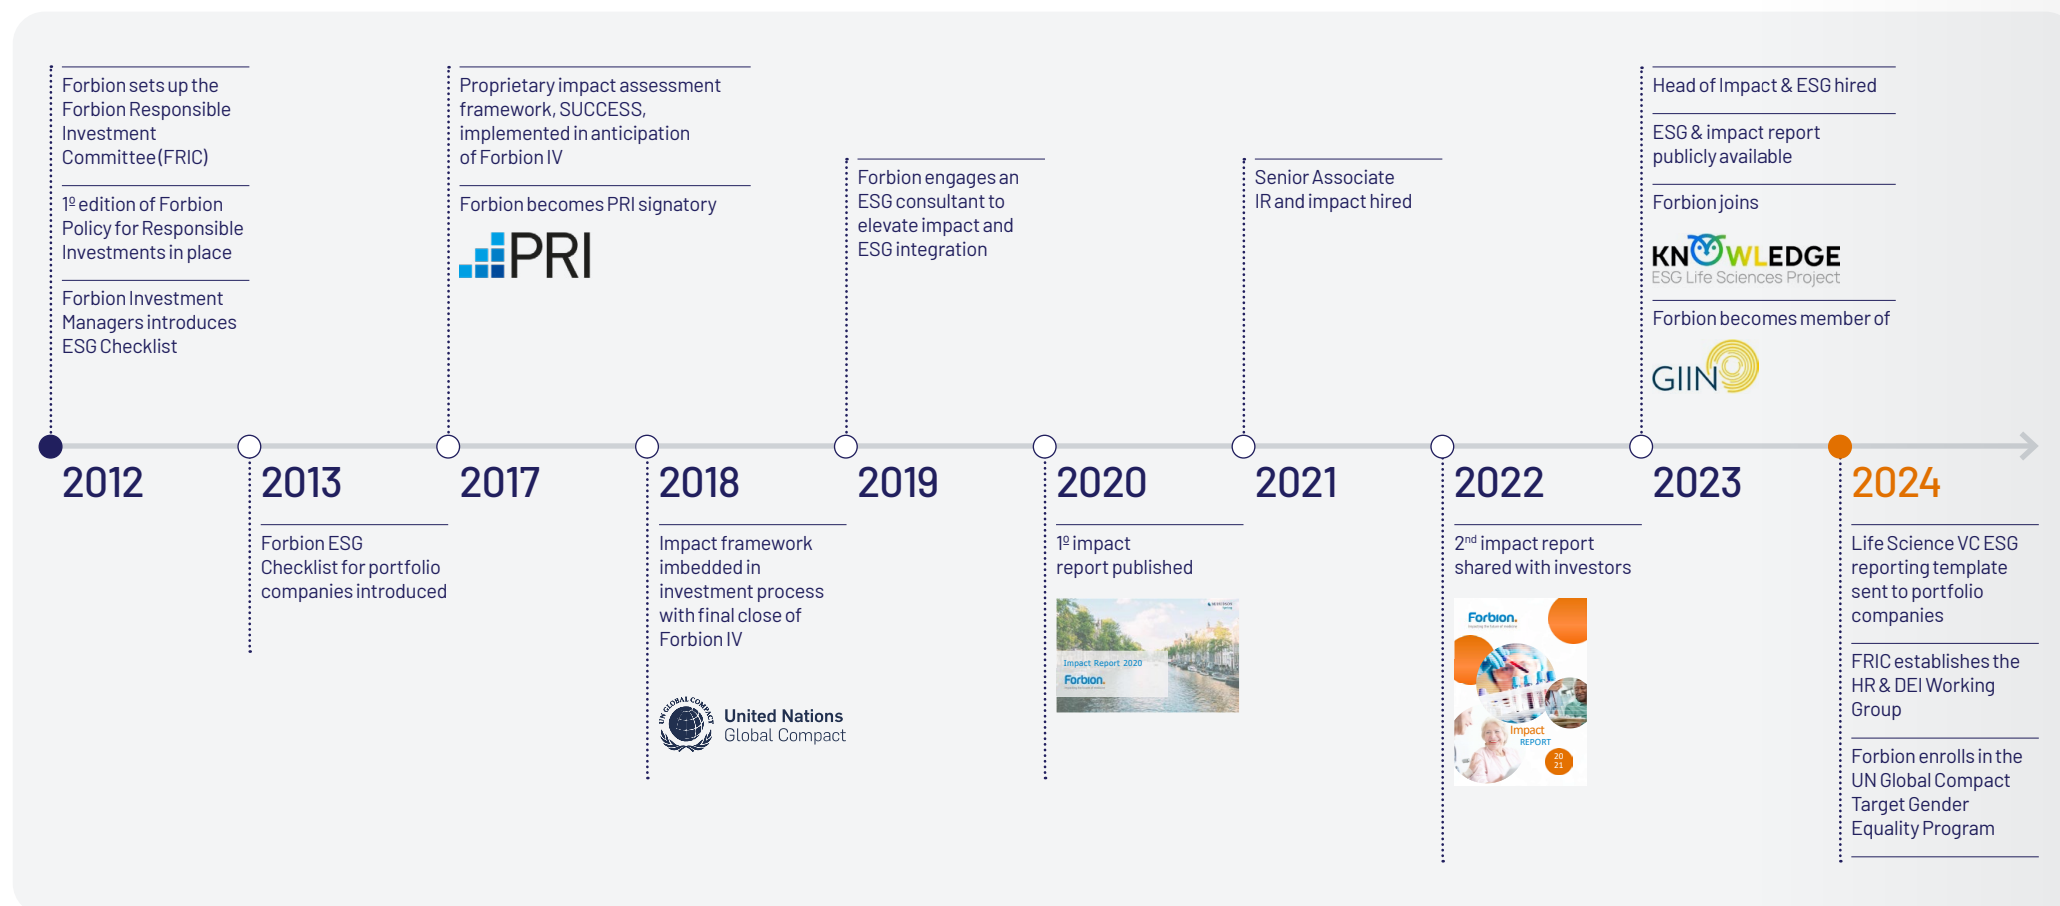 Forbion sets up the
Forbion Responsible
Investment
Committee (FRIC)
1º edition of Forbion
Policy for Responsible
Investments in place
Forbion Investment
Managers introduces
ESG Checklist
2012
2013
Forbion ESG
Checklist for portfolio
companies introduced
Proprietary impact assessment
framework, SUCCESS,
implemented in anticipation
of Forbion IV
Forbion becomes PRI signatory
PRI
2017
2018
Impact framework
imbedded in
investment process
with final close of
Forbion IV
UN GLOBAL COMPACT
United Nations
Global Compact
Forbion engages an
ESG consultant to
elevate impact and
ESG integration
2019
2020
1º impact
report published
Impact Report 2020
Forbion.
Senior Associate
IR and impact hired
2021
2022
2nd impact report
shared with investors
Forbion.
Impact
REPORT
20
21
Head of Impact & ESG hired
ESG & impact report
publicly available
Forbion joins
KNOWLEDGE
ESG Life Sciences Project
Forbion becomes member of
GIIN
2023
2024
Life Science VC ESG
reporting template
sent to portfolio
companies
FRIC establishes the
HR & DEI Working
Group
Forbion enrolls in the
UN Global Compact
Target Gender
Equality Program